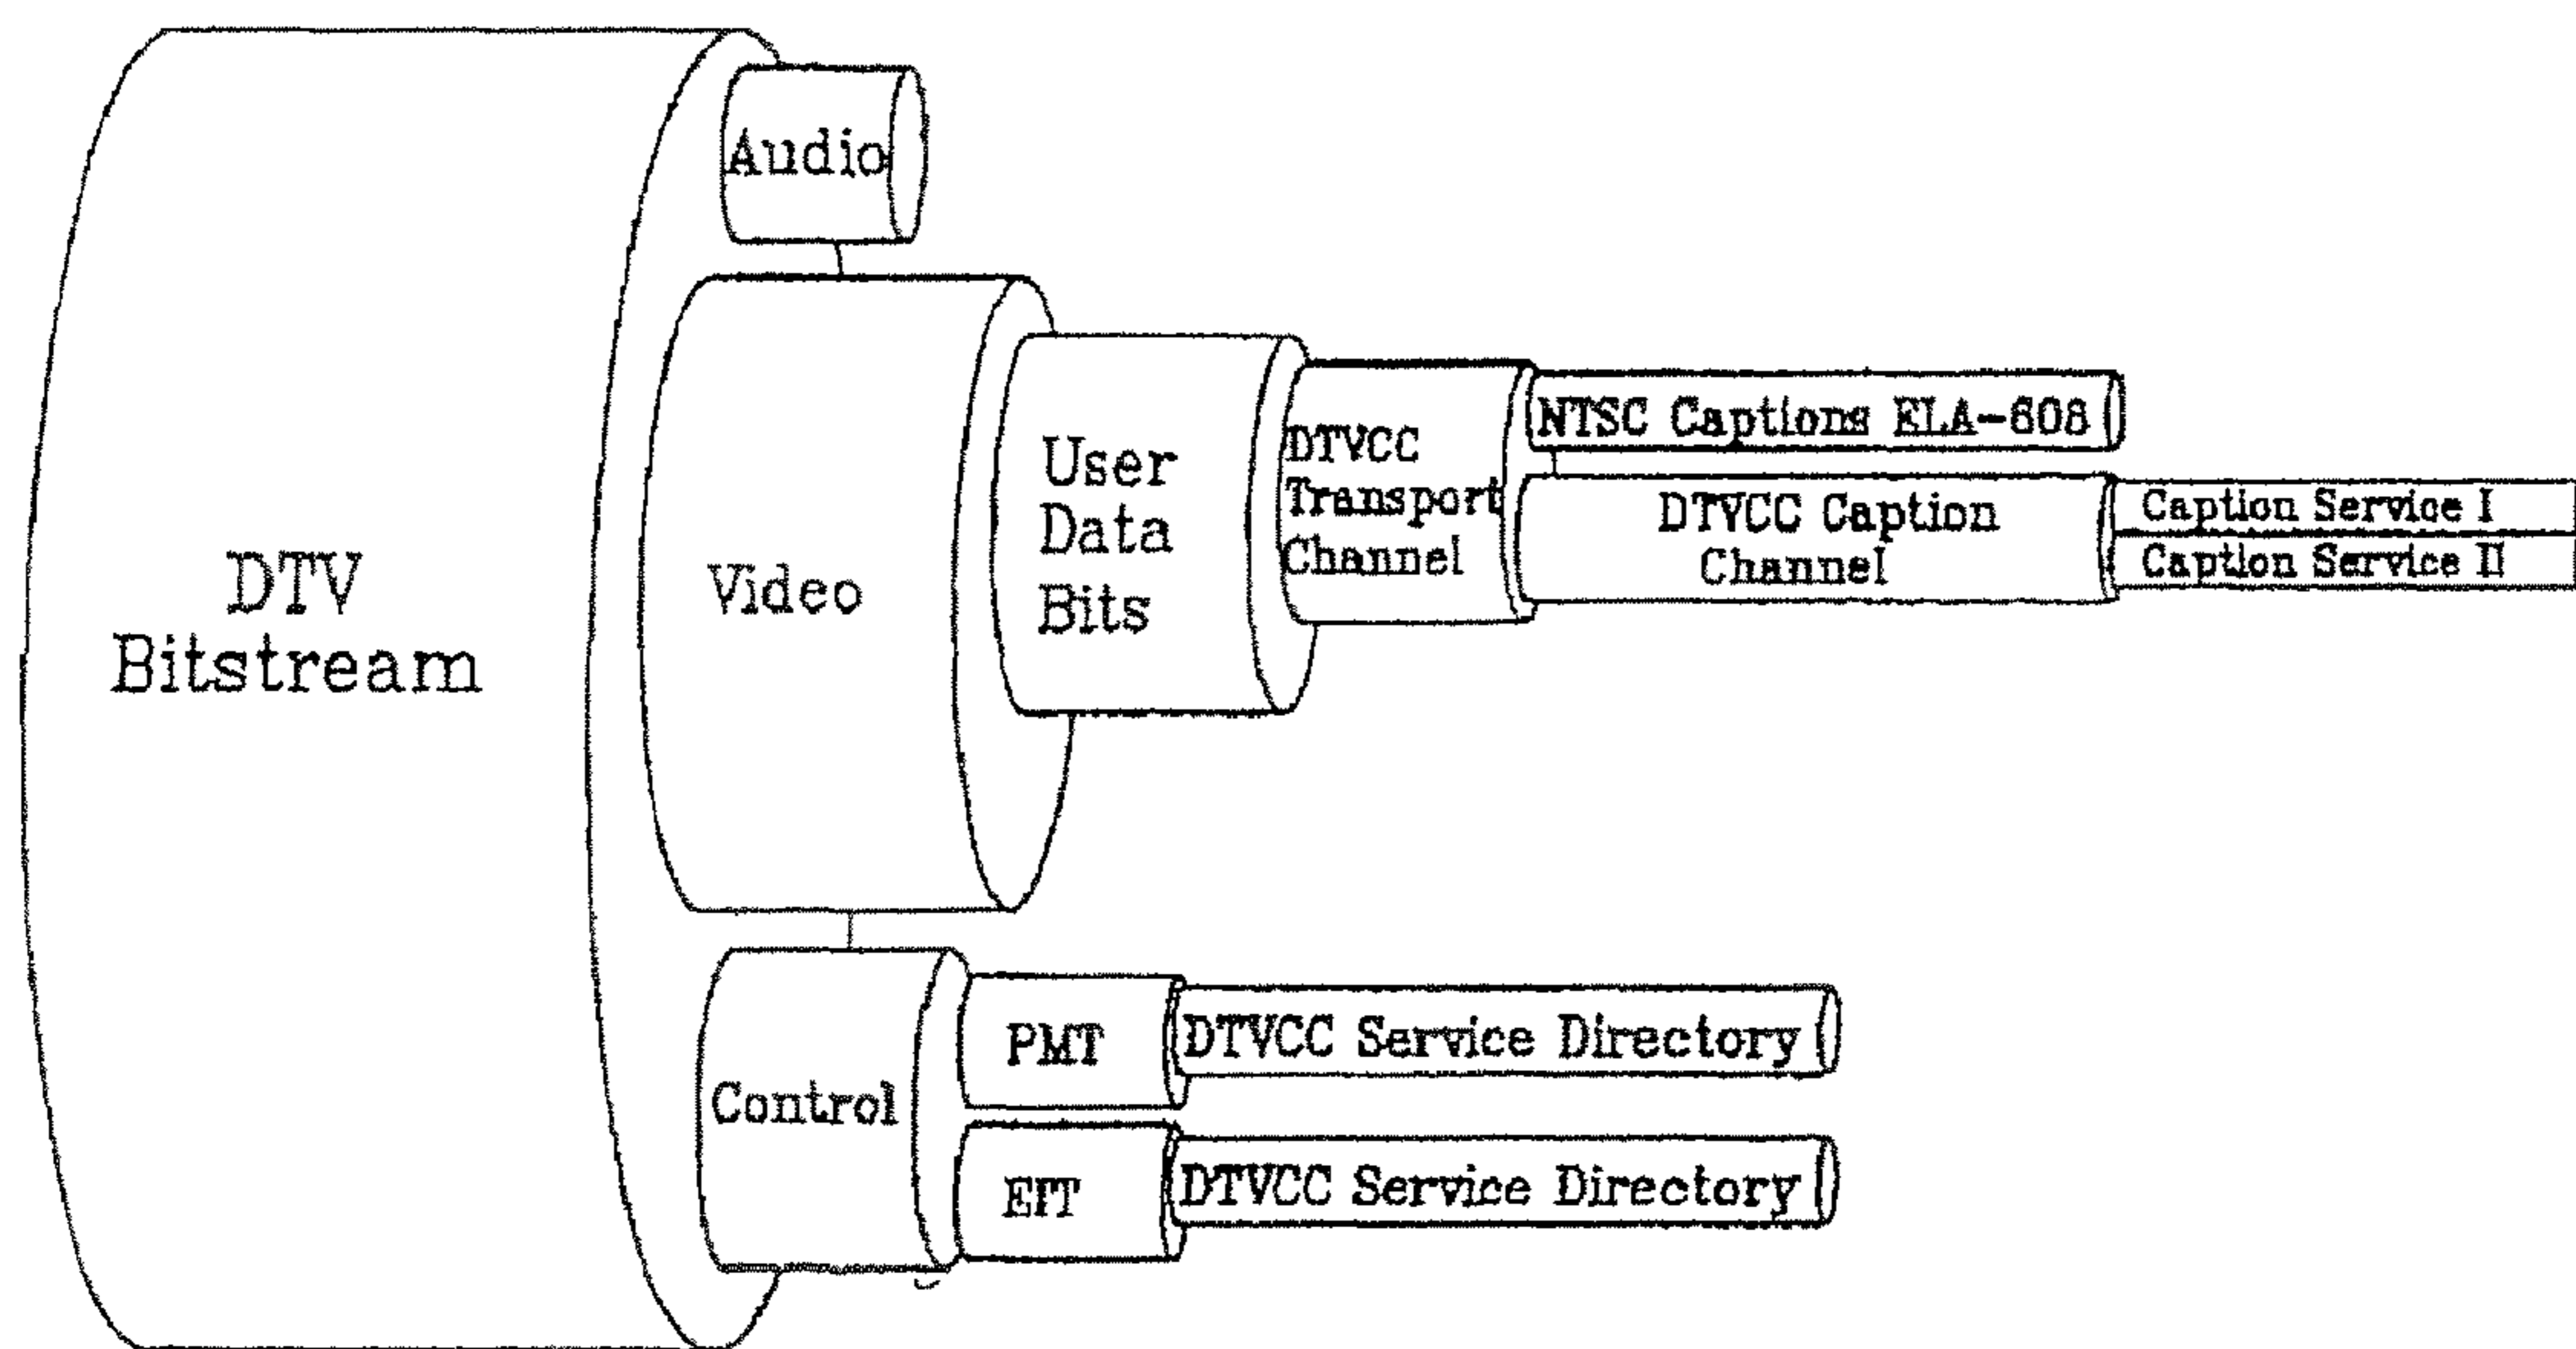 Audio
DTV
Bitstream
Video
User
Data
Bits
DTVCC
Transport
Channel
NTSC Captions ELA-608
DTVCC Caption
Channel
Caption Service I
Caption Service II
Control
PMT
DTVCC Service Directory
EIT
DTVCC Service Directory